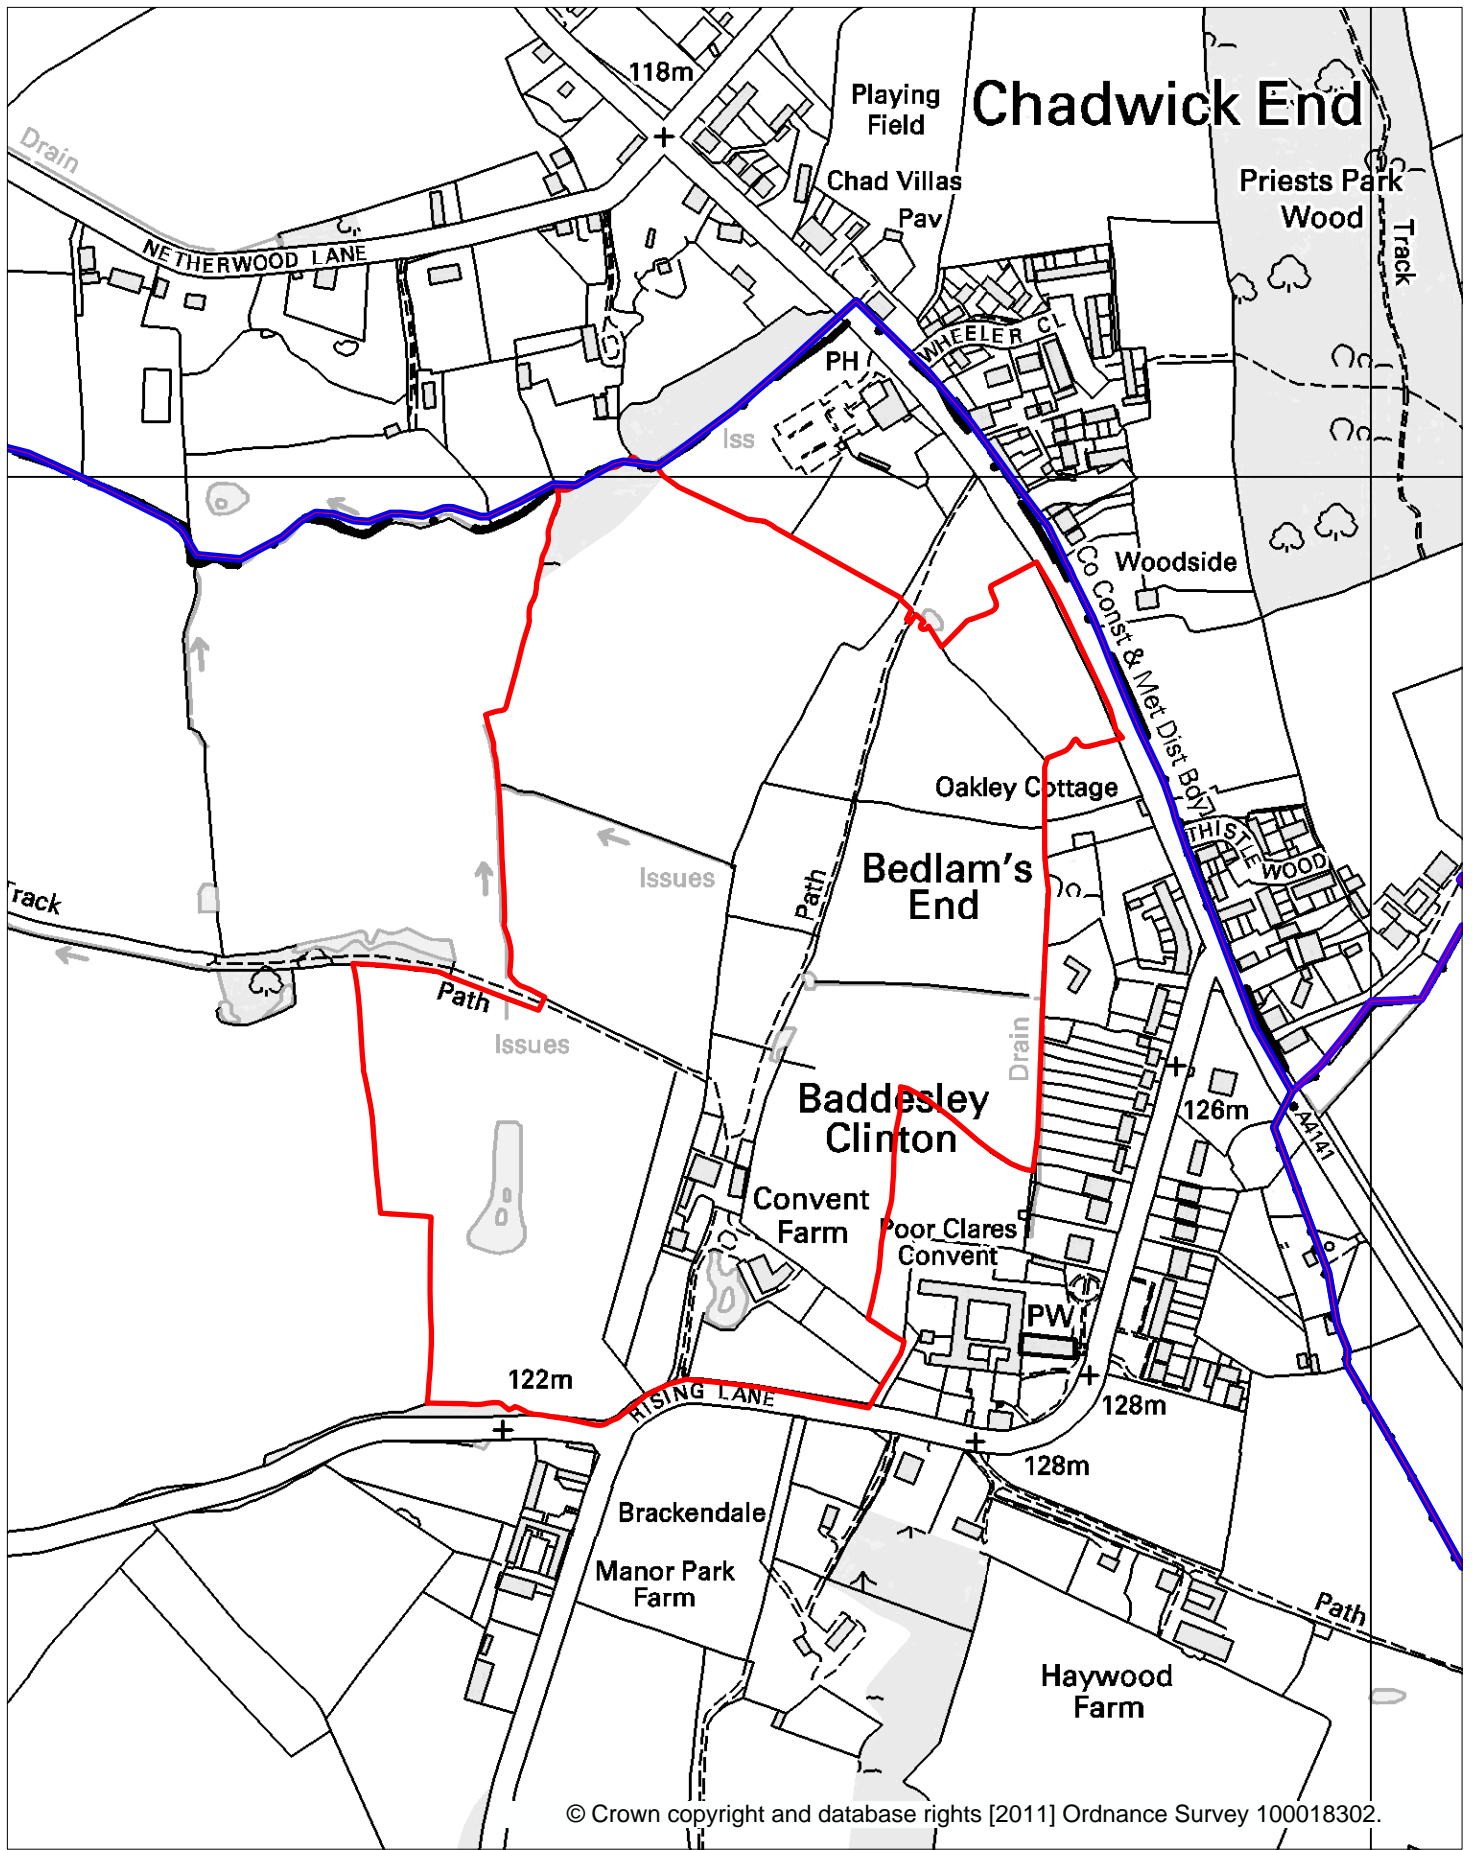 118m
Playing
Field
Chadwick End
Drain
Chad Villas
Pav
Priests Park
Wood
Track
NETHERWOOD LANE
WHEELER CL
PH
Iss
Woodside
Co Const & Met Dist Bdy
Oakley Cottage
THISTLE WOOD
Bedlam's
End
Path
Issues
rack
Path
Issues
Drain
Baddesley
Clinton
126m
A4141
Convent
Farm
Poor Clares
Convent
PW
122m
RISING LANE
128m
128m
Brackendale
Manor Park
Farm
Path
Haywood
Farm
© Crown copyright and database rights [2011] Ordnance Survey 100018302.